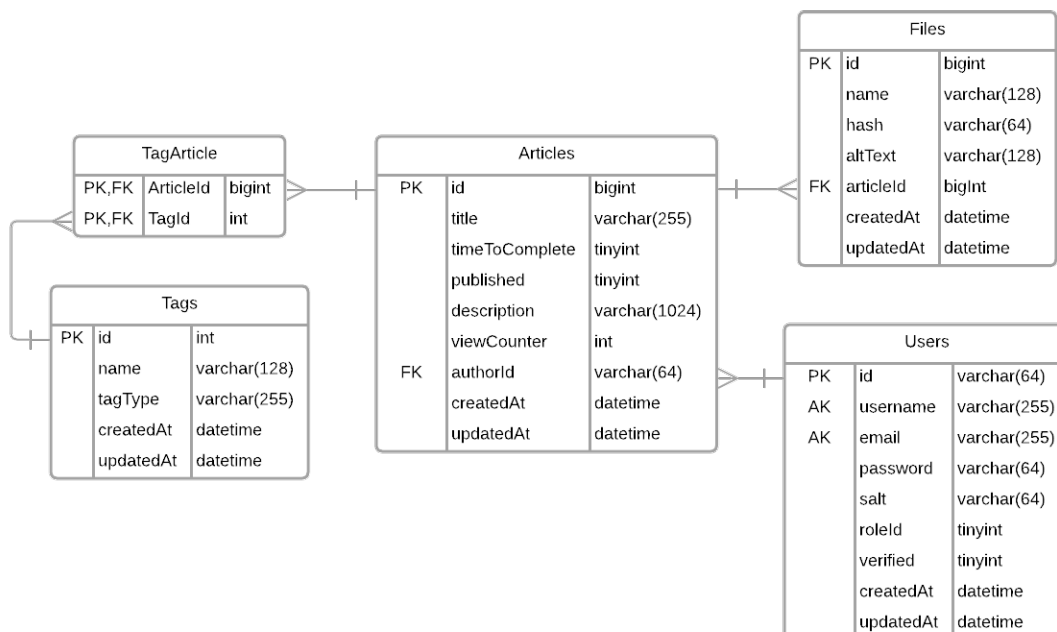 Files
PK id bigint
name varchar(128)
hash varchar(64)
altText varchar(128)
FK articleId bigInt
createdAt datetime
updatedAt datetime
TagArticle
PK,FK ArticleId bigint
PK,FK TagId int
Articles
PK id bigint
title varchar(255)
timeToComplete tinyint
published tinyint
description varchar(1024)
viewCounter int
FK authorId varchar(64)
createdAt datetime
updatedAt datetime
Tags
PK id int
name varchar(128)
tagType varchar(255)
createdAt datetime
updatedAt datetime
Users
PK id varchar(64)
AK username varchar(255)
AK email varchar(255)
password varchar(64)
salt varchar(64)
roleId tinyint
verified tinyint
createdAt datetime
updatedAt datetime